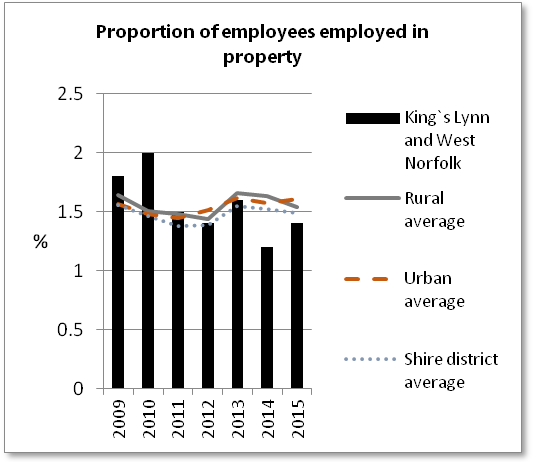 Proportion of employees employed in
property
2.5
2
1.5
1
0.5
0
%
2009
2010
2011
2012
2013
2014
2015
King`s Lynn
and West
Norfolk
Rural
average
Urban
average
Shire district
average